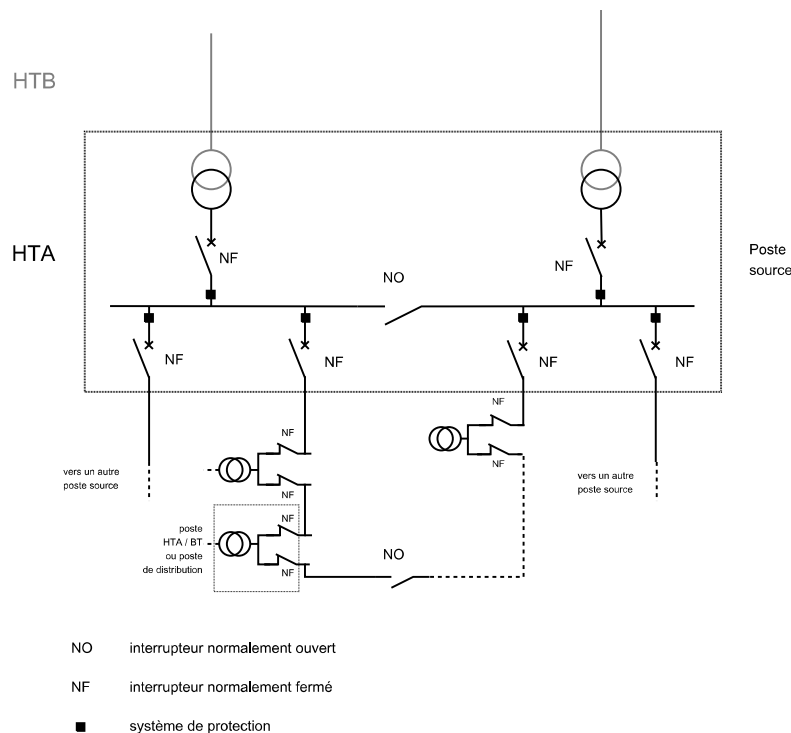 HTB
HTA
NF
NO
NF
Poste
source
NF
NF
NF
NF
NF
NF
vers un autre
poste source
NF
NF
vers un autre
poste source
NF
poste
HTA / BT
ou poste
de distribution
NF
NF
NO
NO interrupteur normalement ouvert
NF interrupteur normalement fermé
système de protection